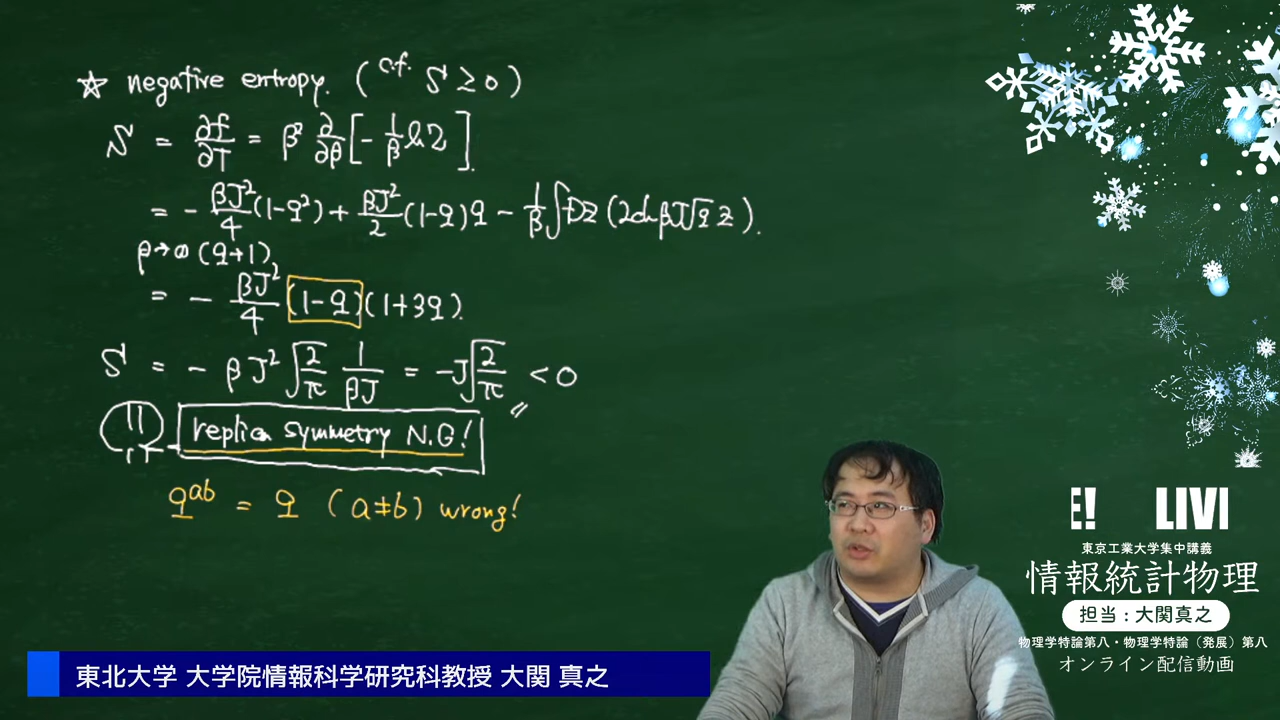 ☆ negative entropy. (c.f. S ≥ 0)
S = ∂f/∂T = β² ∂/∂β [ - 1/β ln Z ].
= - βJ²/4 (1-q²) + βJ²/2 (1-q)q - 1/β ∫Dz (2ch βJ√q z).
β→∞ (q→1)
= - βJ²/4 (1-q)(1+3q).
S = - βJ² √(2/π) 1/(βJ) = -J√(2/π) < 0
replica symmetry N.G!
q^ab = q (a≠b) wrong!
E! LIVI
東京工業大学集中講義
情報統計物理
担当:大関真之
物理学特論第八・物理学特論(発展)第八
オンライン配信動画
東北大学 大学院情報科学研究科教授 大関 真之